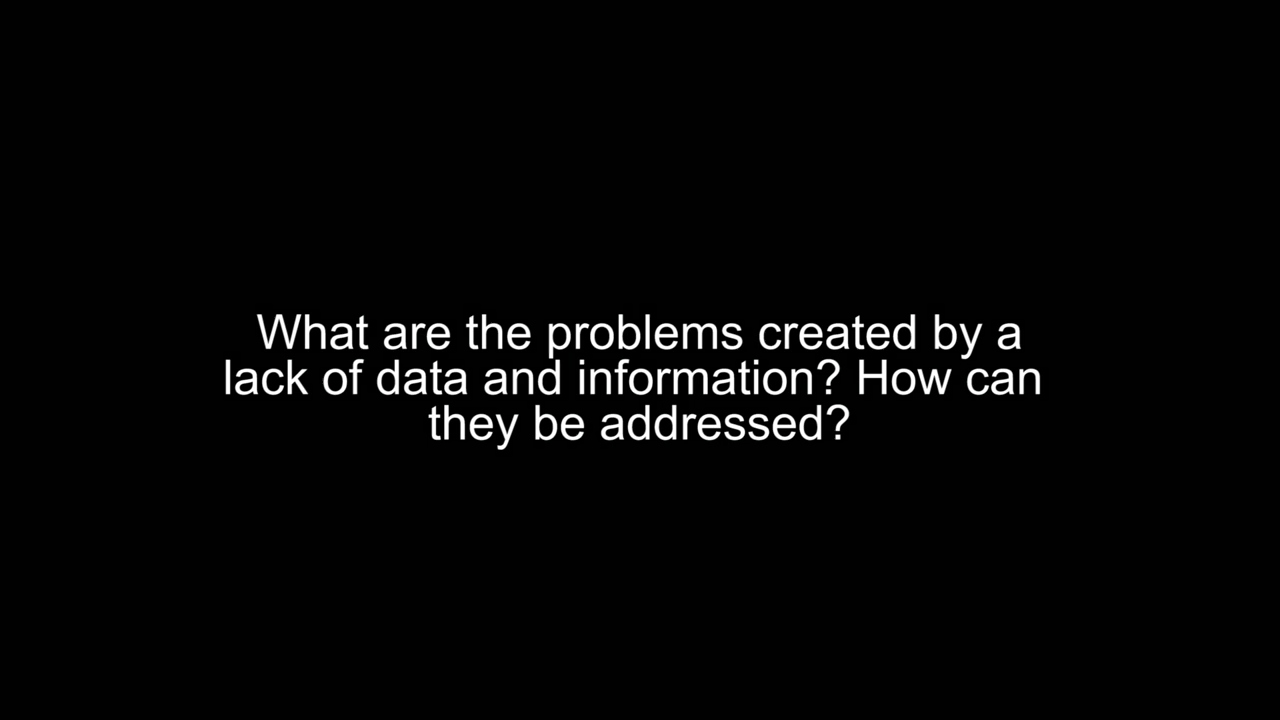 What are the problems created by a
lack of data and information? How can
they be addressed?